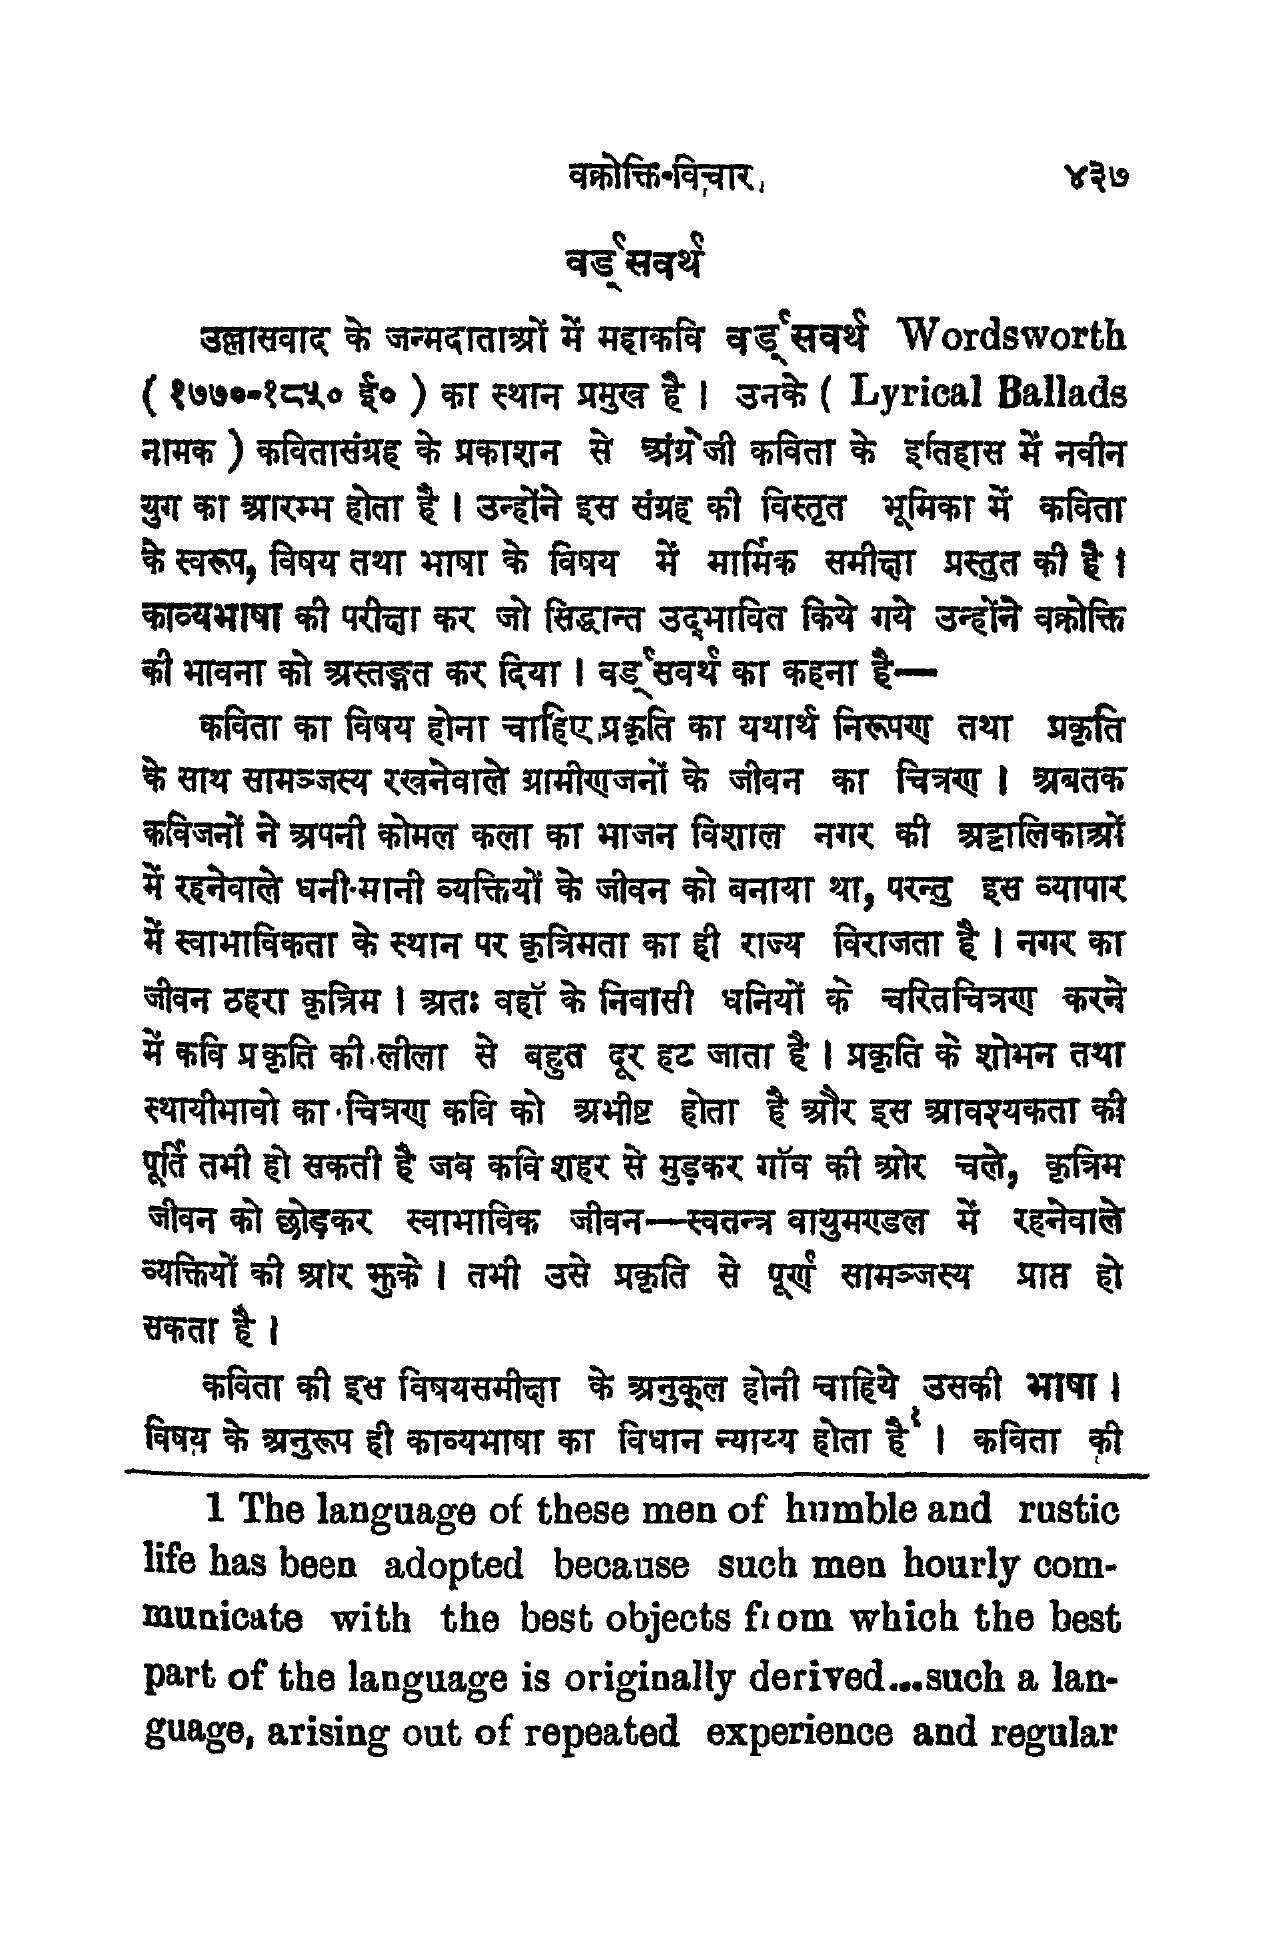 वक्रोक्ति-विचार
४३७
वर्ड्सवर्थ
उल्लासवाद के जन्मदाताओं में महाकवि वर्ड्सवर्थ Wordsworth
( १७७०-१८५० ई० ) का स्थान प्रमुख है । उनके ( Lyrical Ballads
नामक ) कवितासंग्रह के प्रकाशन से अंग्रेजी कविता के इतिहास में नवीन
युग का आरम्भ होता है । उन्होंने इस संग्रह की विस्तृत भूमिका में कविता
के स्वरूप, विषय तथा भाषा के विषय में मार्मिक समीक्षा प्रस्तुत की है ।
काव्यभाषा की परीक्षा कर जो सिद्धान्त उद्भावित किये गये उन्होंने वक्रोक्ति
की भावना को अस्तङ्गत कर दिया । वर्ड्सवर्थ का कहना है—
कविता का विषय होना चाहिए प्रकृति का यथार्थ निरूपण तथा प्रकृति
के साथ सामञ्जस्य रखनेवाले ग्रामीणजनों के जीवन का चित्रण । अबतक
कविजनों ने अपनी कोमल कला का भाजन विशाल नगर की अट्टालिकाओं
में रहनेवाले धनी-मानी व्यक्तियों के जीवन को बनाया था, परन्तु इस व्यापार
में स्वाभाविकता के स्थान पर कृत्रिमता का ही राज्य विराजता है । नगर का
जीवन ठहरा कृत्रिम । अतः वहाँ के निवासी धनियों के चरितचित्रण करने
में कवि प्रकृति की लीला से बहुत दूर हट जाता है । प्रकृति के शोभन तथा
स्थायीभावो का चित्रण कवि को अभीष्ट होता है और इस आवश्यकता की
पूर्ति तभी हो सकती है जब कवि शहर से मुड़कर गाँव की ओर चले, कृत्रिम
जीवन को छोड़कर स्वाभाविक जीवन—स्वतन्त्र वायुमण्डल में रहनेवाले
व्यक्तियों की ओर झुके । तभी उसे प्रकृति से पूर्ण सामञ्जस्य प्राप्त हो
सकता है ।
कविता की इस विषयसमीक्षा के अनुकूल होनी चाहिये उसकी भाषा ।
विषय के अनुरूप ही काव्यभाषा का विधान न्याय्य होता है१ । कविता की
1 The language of these men of humble and rustic
life has been adopted because such men hourly com-
municate with the best objects from which the best
part of the language is originally derived...such a lan-
guage, arising out of repeated experience and regular